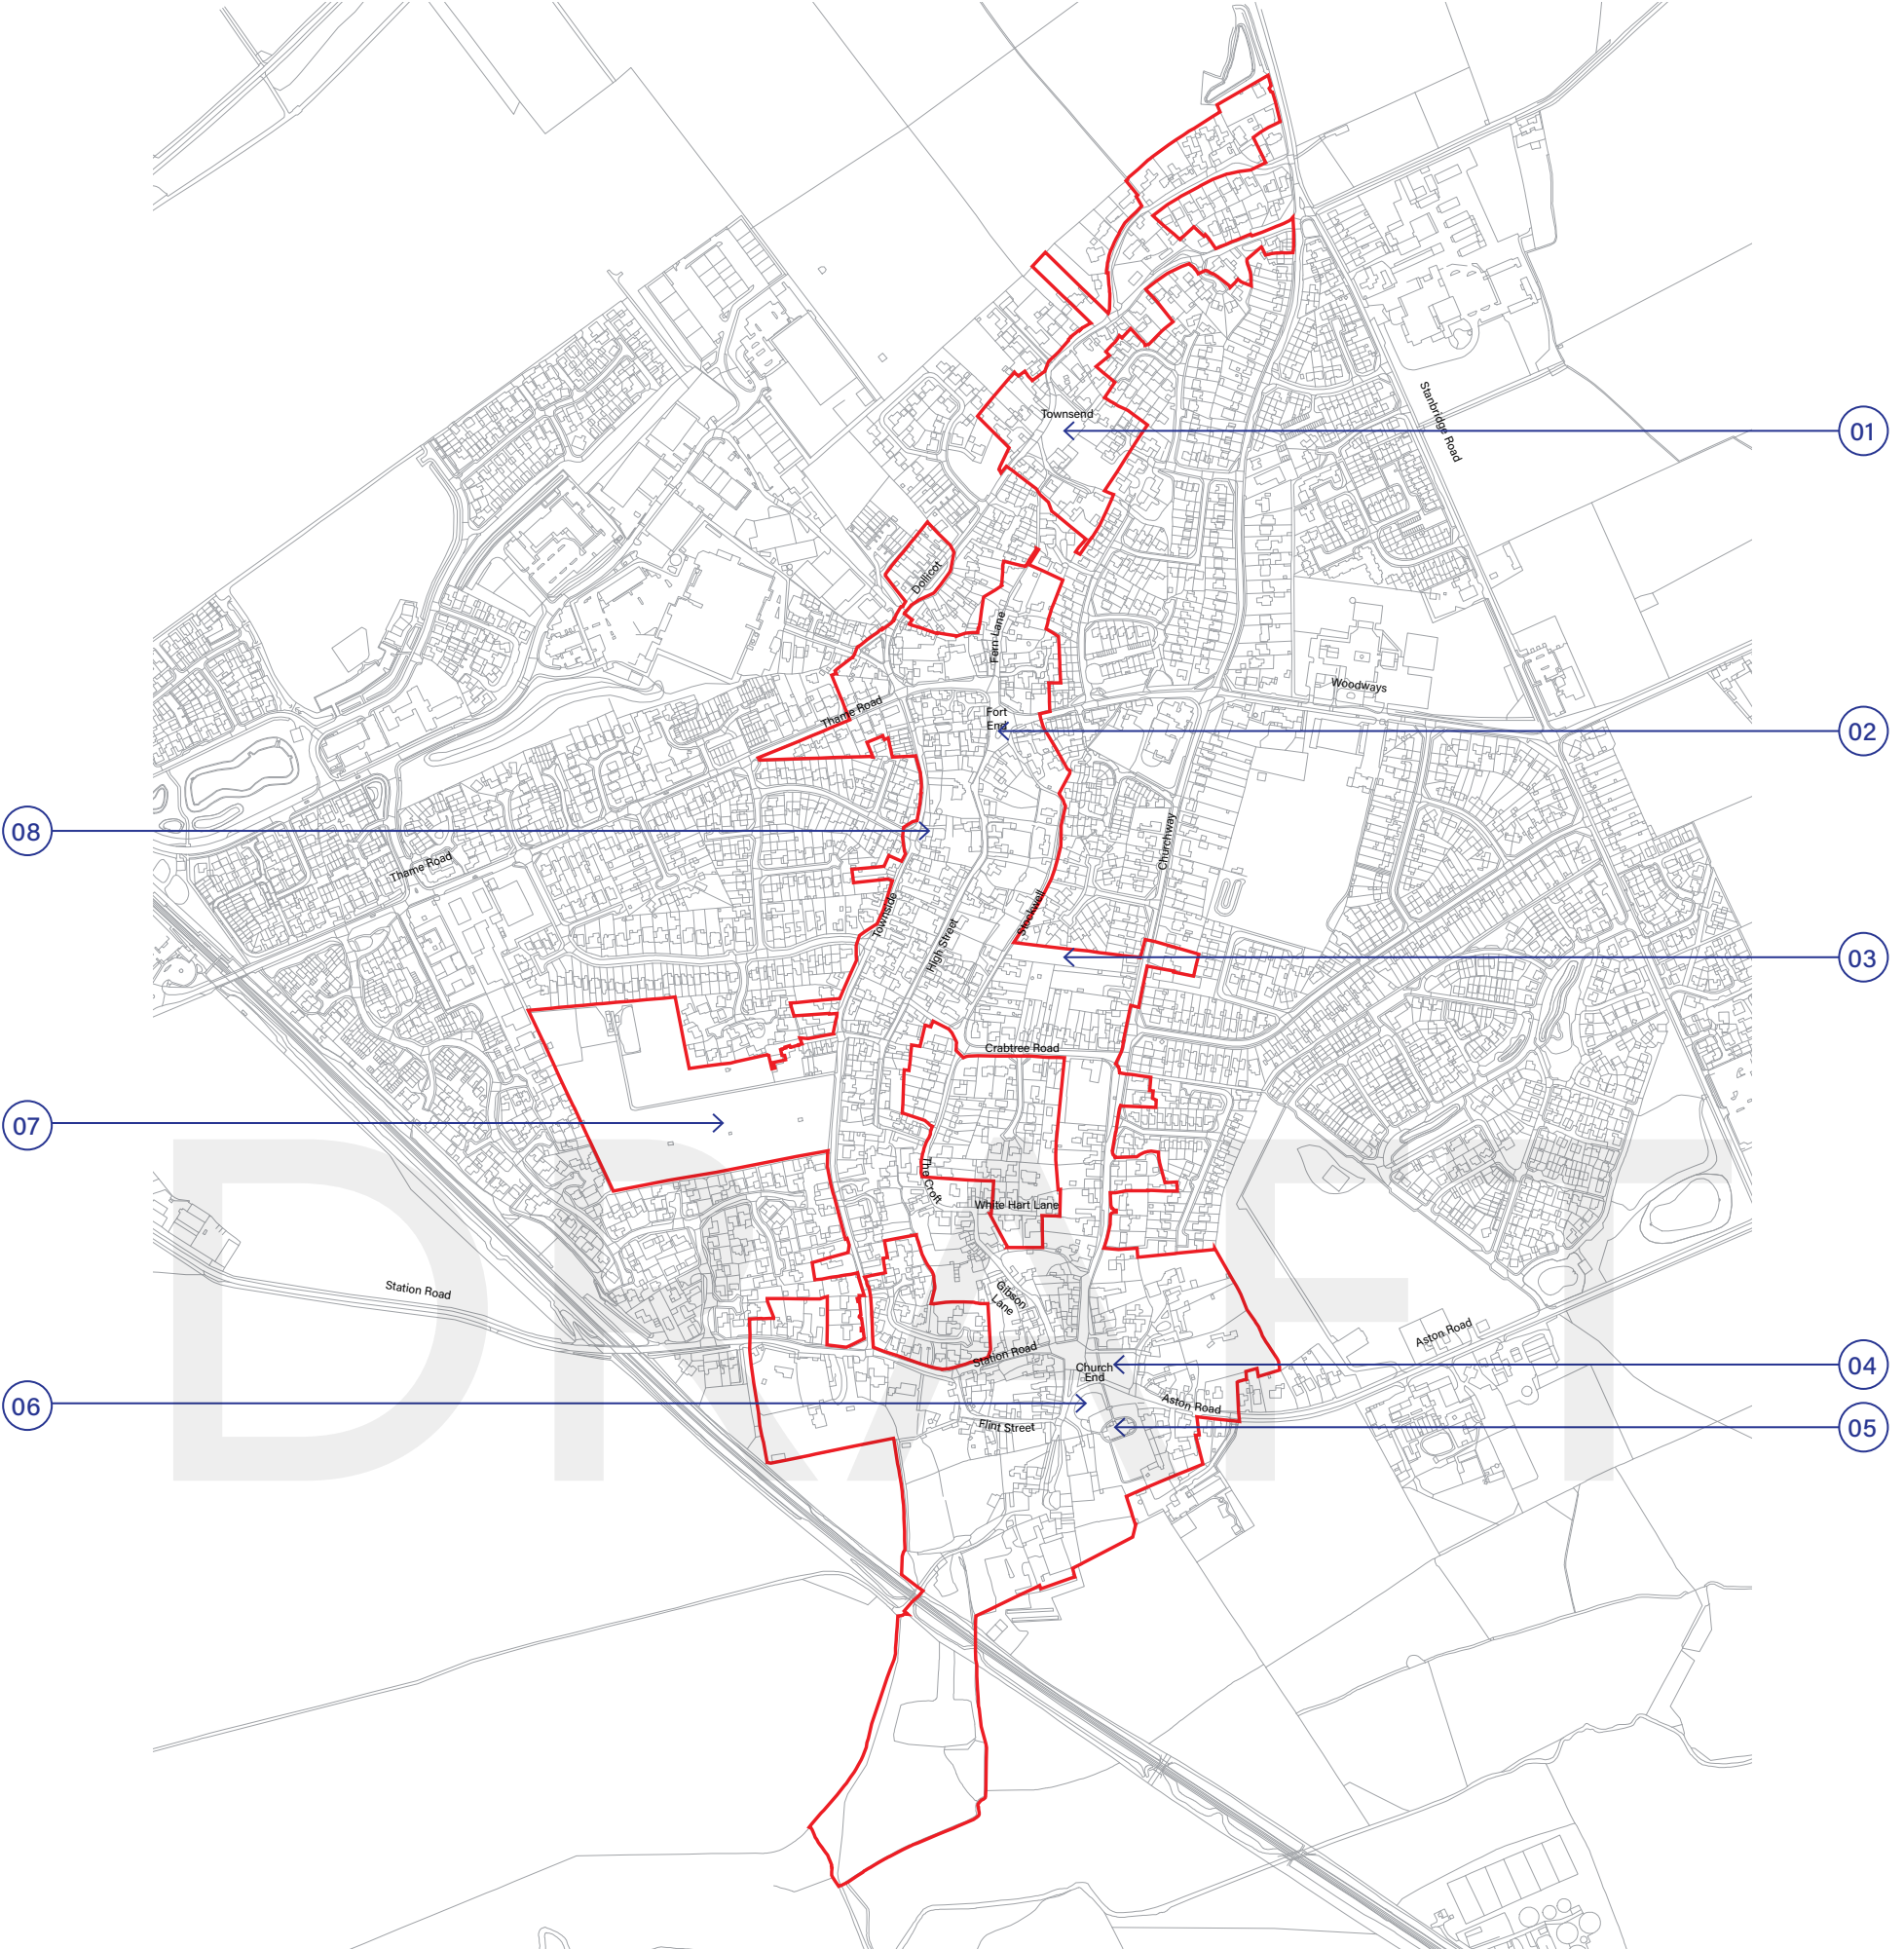 Townsend
01
Stanbridge Road
Dollicot
Fern Lane
Woodways
Thame Road
Fort
End
02
08
Churchway
Thame Road
Townside
High Street
Stockwell
03
Crabtree Road
07
The Croft
White Hart Lane
Station Road
Gibson
Lane
Aston Road
Station Road
Church
End
04
06
Aston Road
Flint Street
05
DRAFT